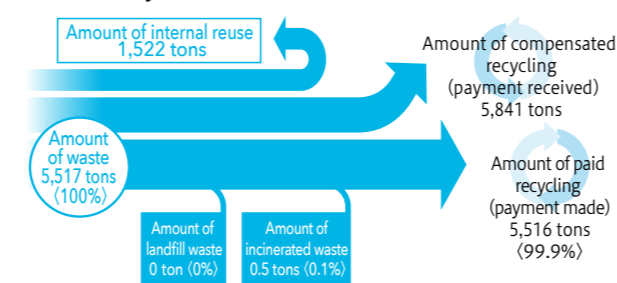 Amount of internal reuse
1,522 tons
Amount of compensated
recycling
(payment received)
5,841 tons
Amount
of waste
5,517 tons
〈100%〉
Amount of paid
recycling
(payment made)
5,516 tons
〈99.9%〉
Amount of
landfill waste
0 ton 〈0%〉
Amount of
incinerated waste
0.5 tons 〈0.1%〉